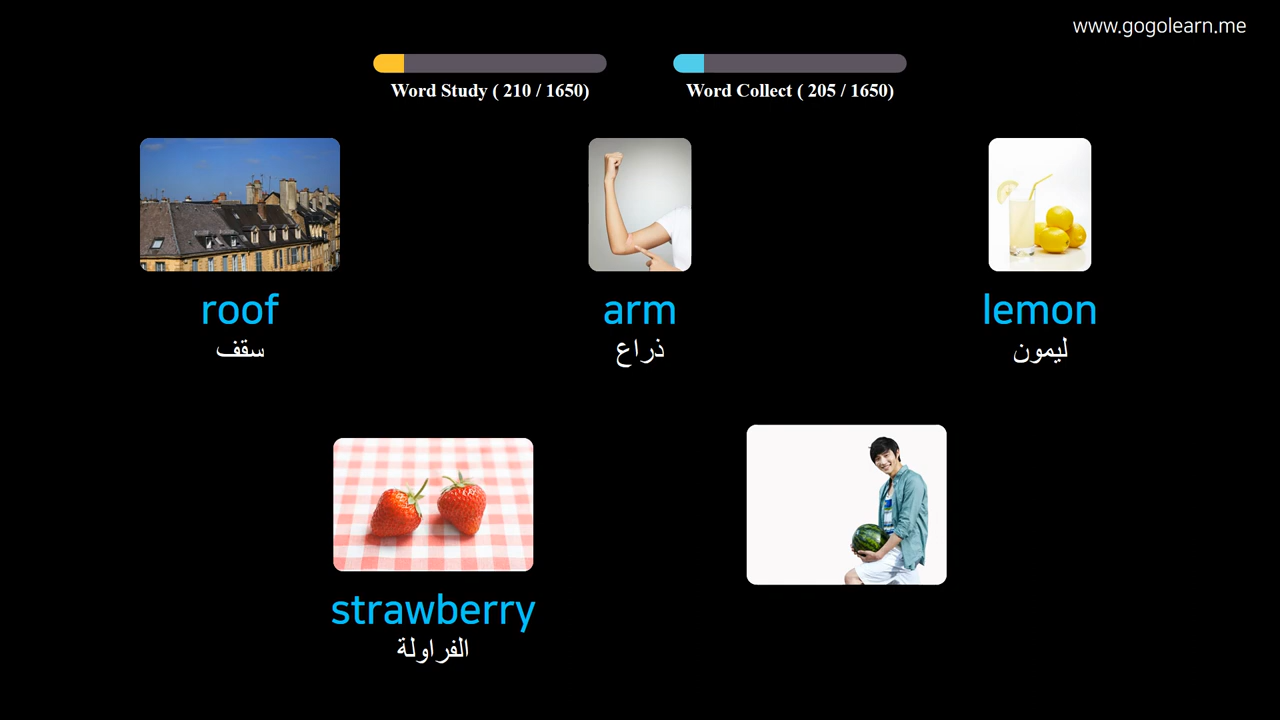 www.gogolearn.me
Word Study ( 210 / 1650)
Word Collect ( 205 / 1650)
roof
سقف
arm
ذراع
lemon
ليمون
strawberry
الفراولة